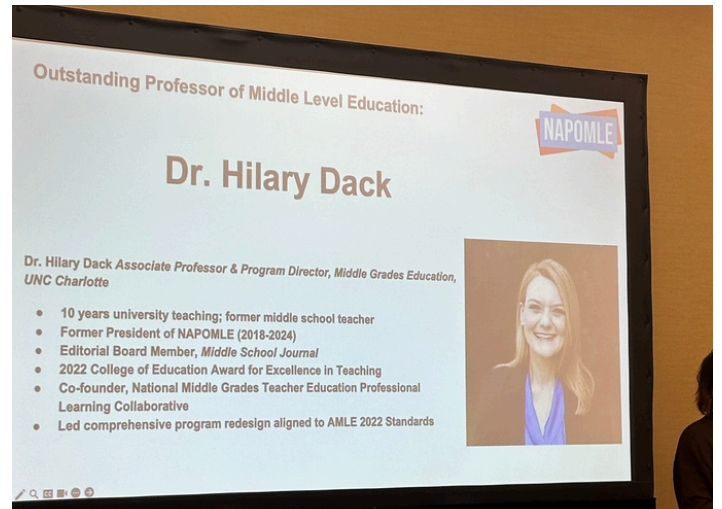 Outstanding Professor of Middle Level Education:
NAPOMLE
Dr. Hilary Dack
Dr. Hilary Dack Associate Professor & Program Director, Middle Grades Education,
UNC Charlotte
• 10 years university teaching; former middle school teacher
• Former President of NAPOMLE (2018-2024)
• Editorial Board Member, Middle School Journal
• 2022 College of Education Award for Excellence in Teaching
• Co-founder, National Middle Grades Teacher Education Professional
Learning Collaborative
• Led comprehensive program redesign aligned to AMLE 2022 Standards